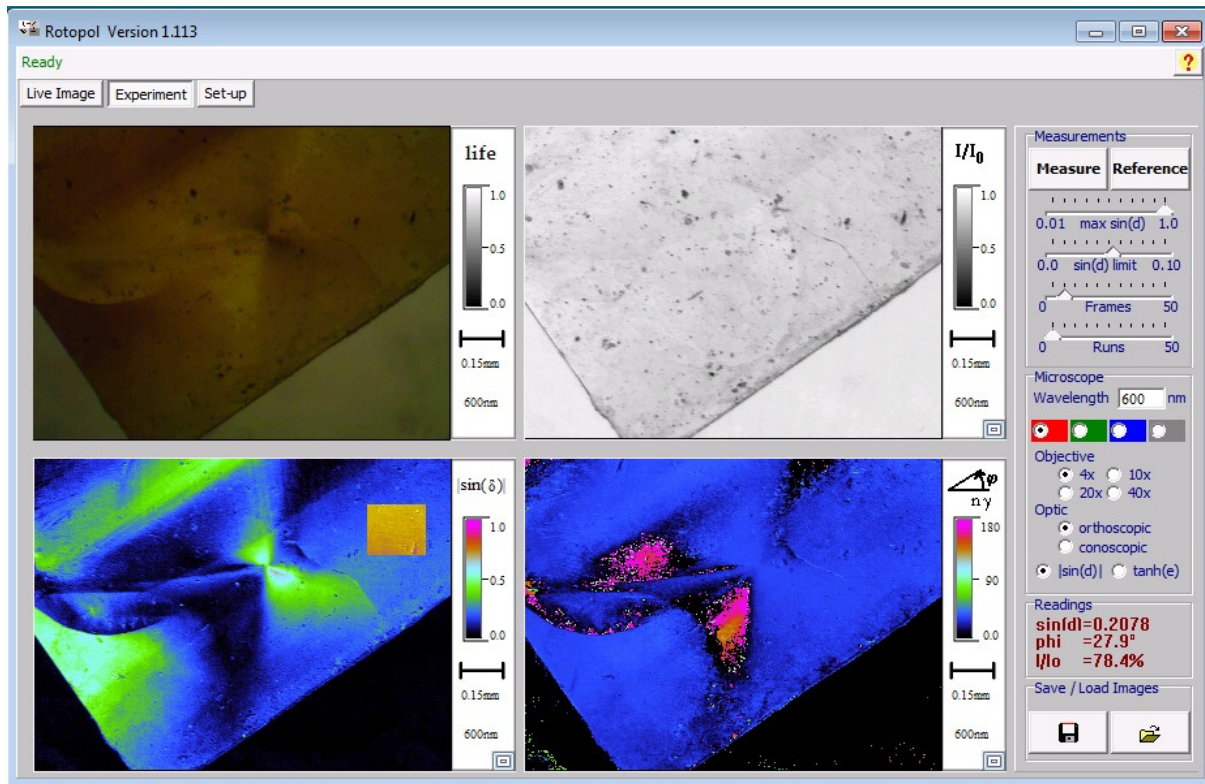 Rotopol Version 1.113
Ready
?
Live Image Experiment Set-up
life
1.0
0.5
0.0
0.15mm
600nm
I/I0
1.0
0.5
0.0
0.15mm
600nm
|sin(δ)|
1.0
0.5
0.0
0.15mm
600nm
φ
nγ
180
90
0.0
0.15mm
600nm
Measurements
Measure Reference
0.01 max sin(d) 1.0
0.0 sin(d) limit 0.10
0 Frames 50
0 Runs 50
Microscope
Wavelength 600 nm
Objective
4x 10x
20x 40x
Optic
orthoscopic
conoscopic
|sin(d)| tanh(e)
Readings
sin(d)=0.2078
phi =27.9°
I/Io =78.4%
Save / Load Images